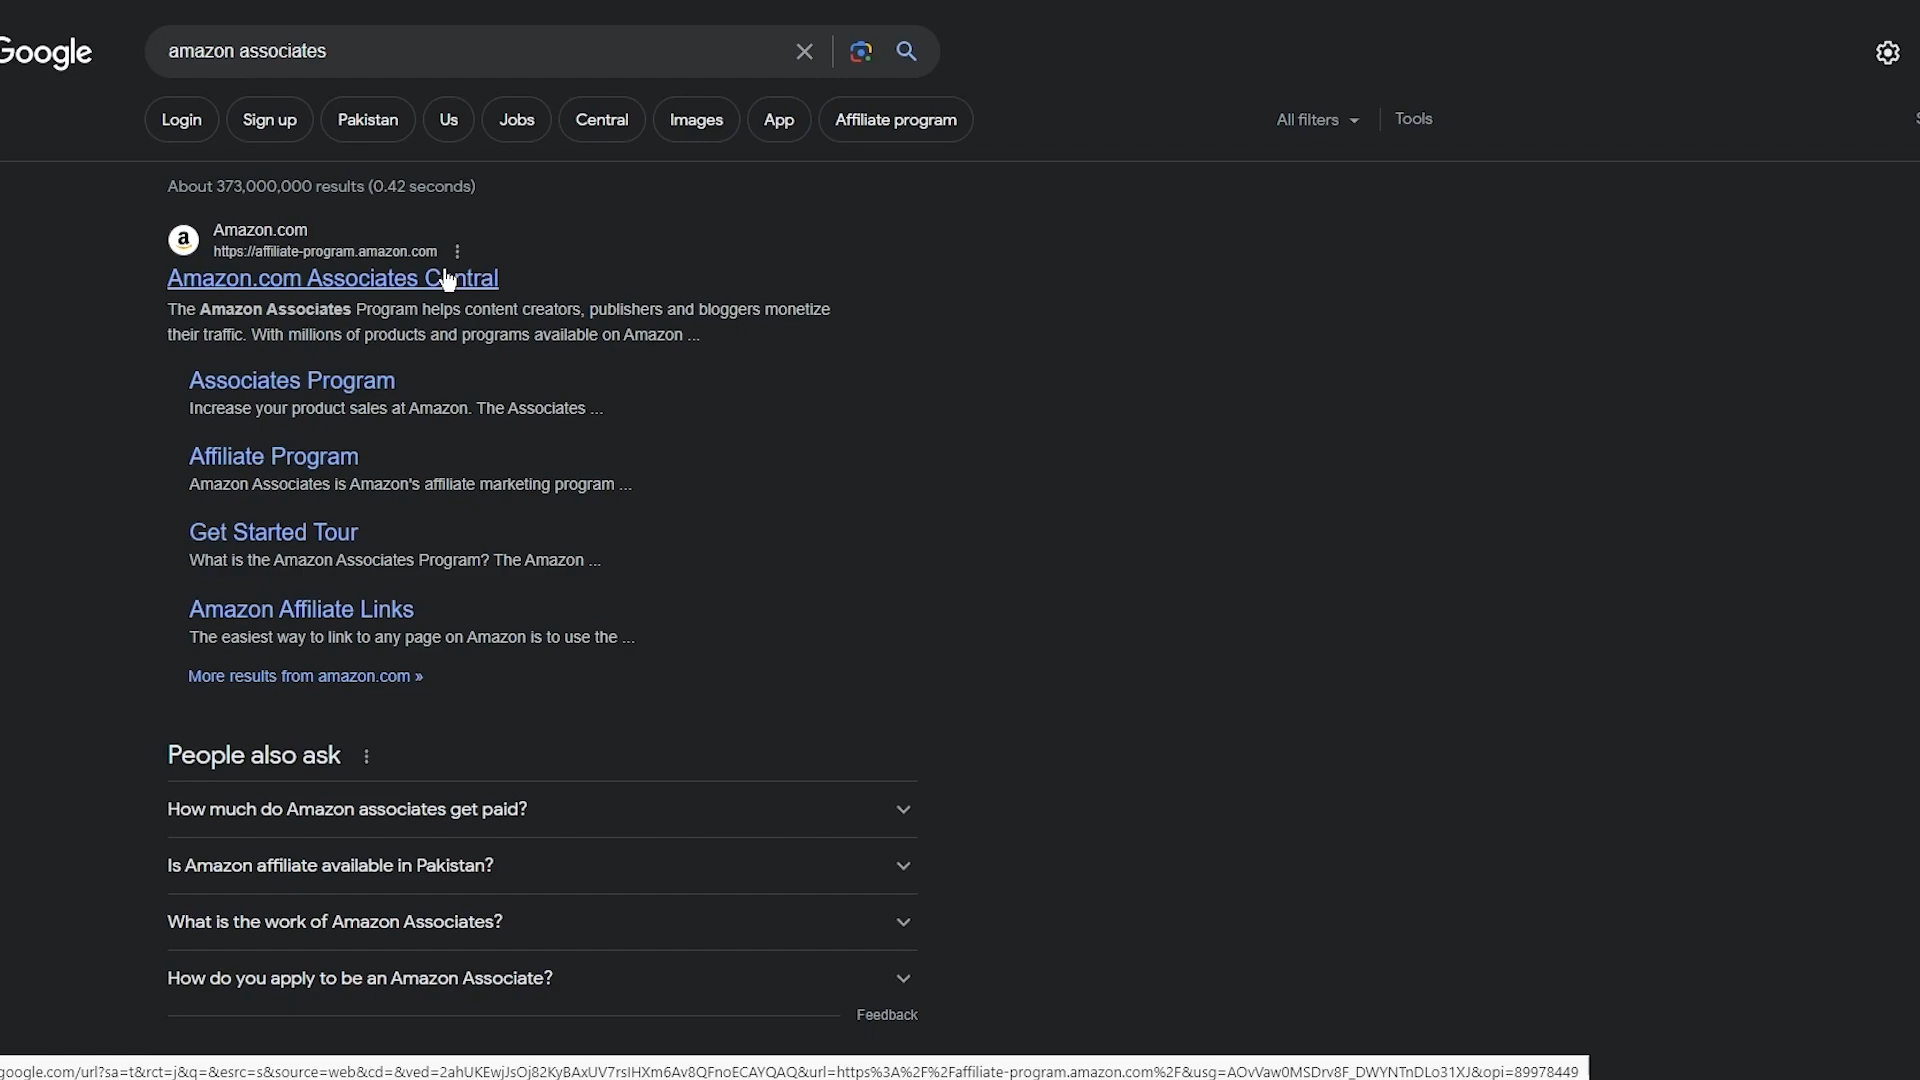 Google
amazon associates
Login
Sign up
Pakistan
Us
Jobs
Central
Images
App
Affiliate program
All filters
Tools
About 373,000,000 results (0.42 seconds)
a
Amazon.com
https://affiliate-program.amazon.com
Amazon.com Associates Central
The Amazon Associates Program helps content creators, publishers and bloggers monetize
their traffic. With millions of products and programs available on Amazon ...
Associates Program
Increase your product sales at Amazon. The Associates ...
Affiliate Program
Amazon Associates is Amazon's affiliate marketing program ...
Get Started Tour
What is the Amazon Associates Program? The Amazon ...
Amazon Affiliate Links
The easiest way to link to any page on Amazon is to use the ...
More results from amazon.com »
People also ask
How much do Amazon associates get paid?
Is Amazon affiliate available in Pakistan?
What is the work of Amazon Associates?
How do you apply to be an Amazon Associate?
Feedback
google.com/url?sa=t&rct=j&q=&esrc=s&source=web&cd=&ved=2ahUKEwjJsOj82KyBAxUV7rsIHXm6Av8QFnoECAYQAQ&url=https%3A%2F%2Faffiliate-program.amazon.com%2F&usg=AOvVaw0MSDrv8F_DWYNTnDLo31XJ&opi=89978449